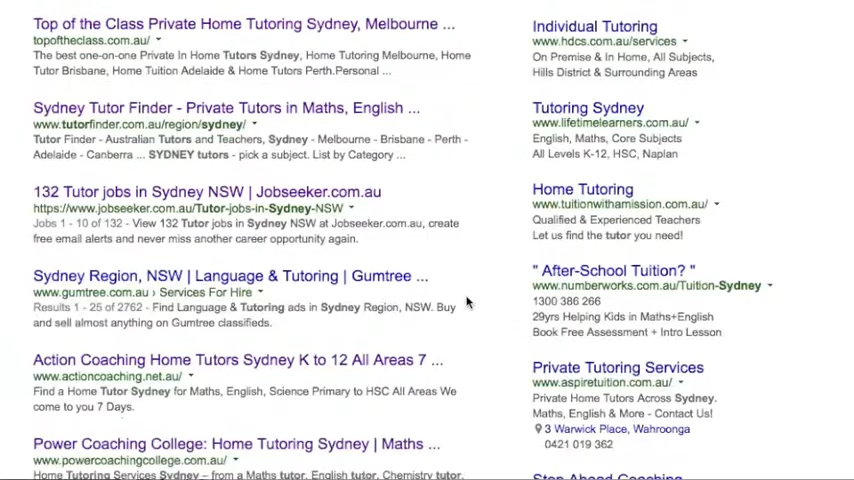 Top of the Class Private Home Tutoring Sydney, Melbourne ...
topoftheclass.com.au/
The best one-on-one Private In Home Tutors Sydney, Home Tutoring Melbourne, Home
Tutor Brisbane, Home Tuition Adelaide & Home Tutors Perth.Personal ...
Sydney Tutor Finder - Private Tutors in Maths, English ...
www.tutorfinder.com.au/region/sydney/
Tutor Finder - Australian Tutors and Teachers, Sydney - Melbourne - Brisbane - Perth -
Adelaide - Canberra ... SYDNEY tutors - pick a subject. List by Category ...
132 Tutor jobs in Sydney NSW | Jobseeker.com.au
https://www.jobseeker.com.au/Tutor-jobs-in-Sydney-NSW
Jobs 1 - 10 of 132 - View 132 Tutor jobs in Sydney NSW at Jobseeker.com.au, create
free email alerts and never miss another career opportunity again.
Sydney Region, NSW | Language & Tutoring | Gumtree ...
www.gumtree.com.au › Services For Hire
Results 1 - 25 of 2762 - Find Language & Tutoring ads in Sydney Region, NSW. Buy
and sell almost anything on Gumtree classifieds.
Action Coaching Home Tutors Sydney K to 12 All Areas 7 ...
www.actioncoaching.net.au/
Find a Home Tutor Sydney for Maths, English, Science Primary to HSC All Areas We
come to you 7 Days.
Power Coaching College: Home Tutoring Sydney | Maths ...
www.powercoachingcollege.com.au/
Home Tutoring Services Sydney – from a Maths tutor, English tutor, Chemistry tutor,
Individual Tutoring
www.hdcs.com.au/services
On Premise & In Home, All Subjects,
Hills District & Surrounding Areas
Tutoring Sydney
www.lifetimelearners.com.au/
English, Maths, Core Subjects
All Levels K-12, HSC, Naplan
Home Tutoring
www.tuitionwithamission.com.au/
Qualified & Experienced Teachers
Let us find the tutor you need!
" After-School Tuition? "
www.numberworks.com.au/Tuition-Sydney
1300 386 266
29yrs Helping Kids in Maths+English
Book Free Assessment + Intro Lesson
Private Tutoring Services
www.aspiretuition.com.au/
Private Home Tutors Across Sydney.
Maths, English & More - Contact Us!
3 Warwick Place, Wahroonga
0421 019 362
Step Ahead Coaching